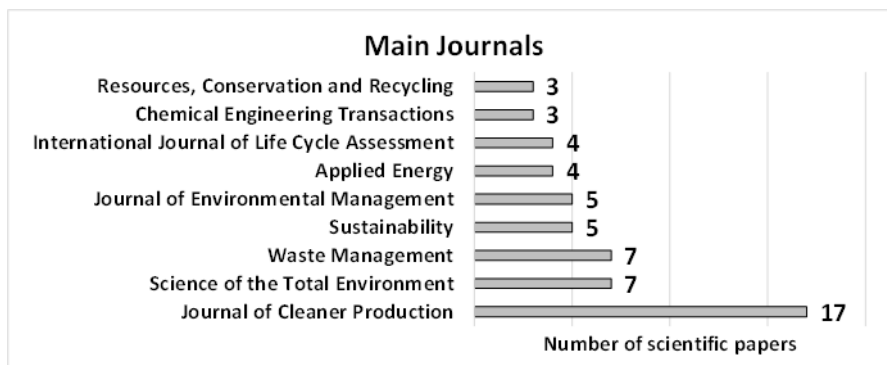 Main Journals
Resources, Conservation and Recycling 3
Chemical Engineering Transactions 3
International Journal of Life Cycle Assessment 4
Applied Energy 4
Journal of Environmental Management 5
Sustainability 5
Waste Management 7
Science of the Total Environment 7
Journal of Cleaner Production 17
Number of scientific papers